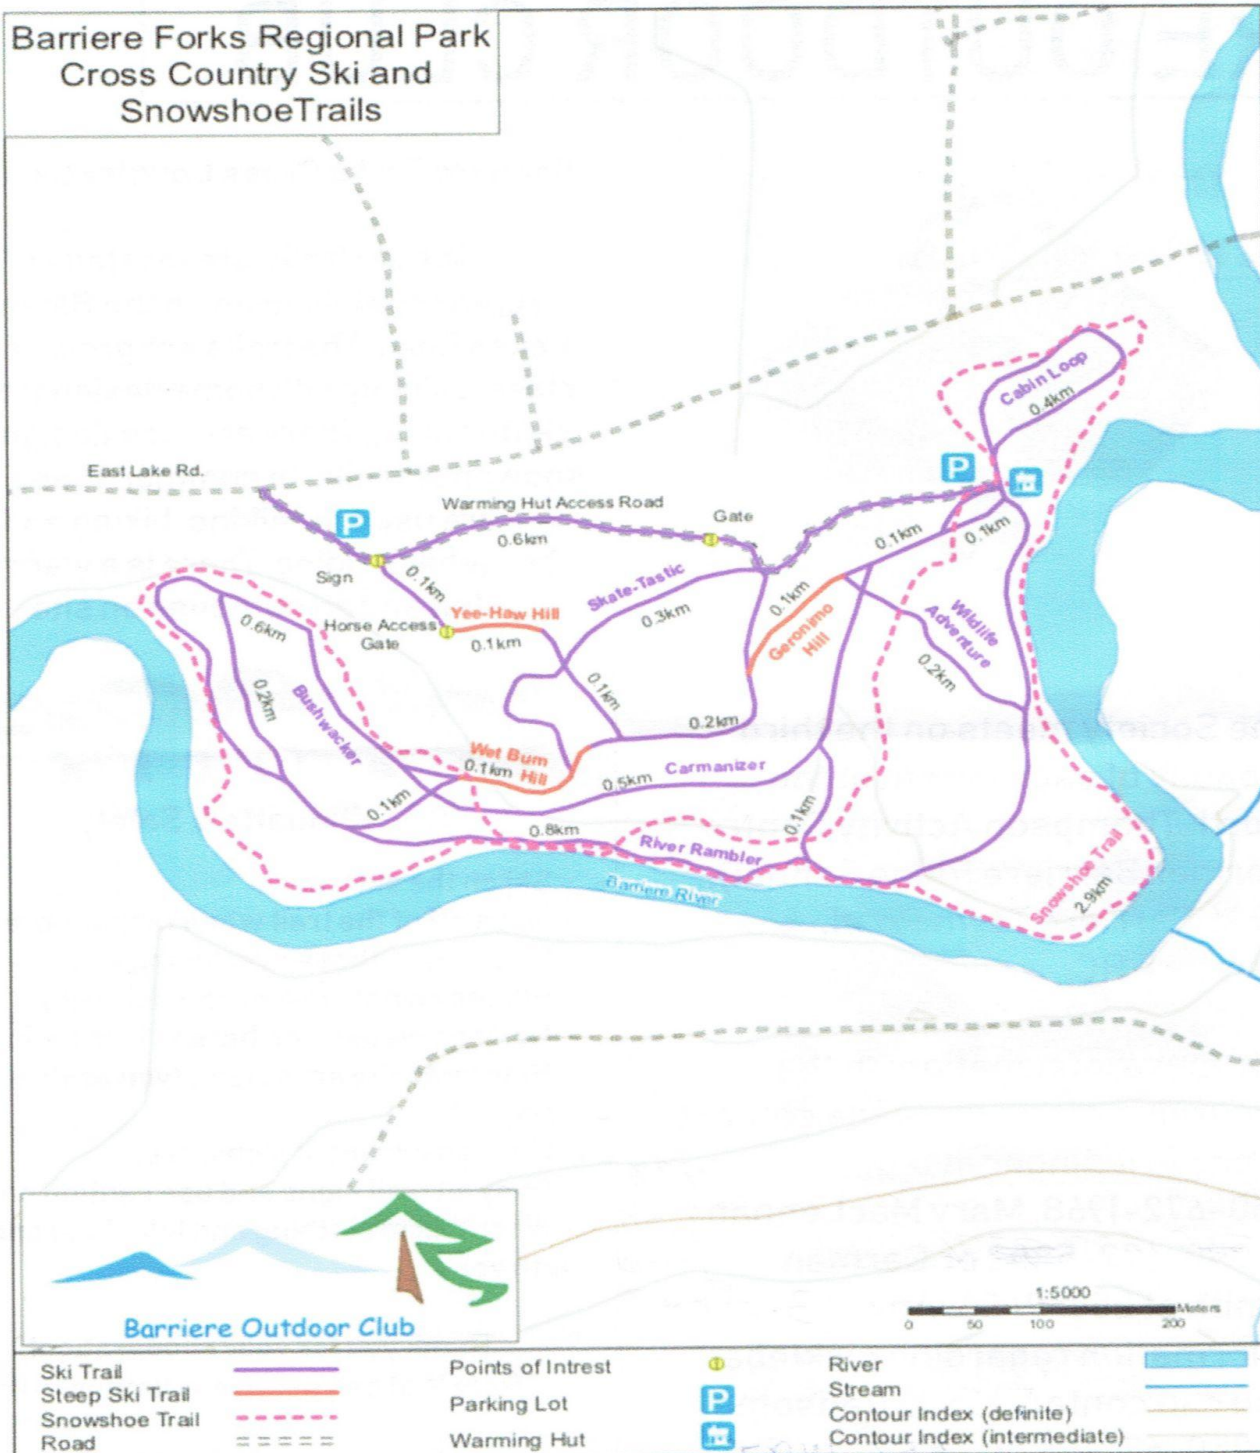 Barriere Forks Regional Park
Cross Country Ski and
SnowshoeTrails
East Lake Rd.
P
Sign
Warming Hut Access Road
0.6km
Gate
P
Cabin Loop
0.4km
0.1km
0.1km
0.1km
Horse Access
Gate
Yee-Haw Hill
0.1km
Skate-Tastic
0.3km
0.1km
Geronimo
Hill
Wildlife
Adventure
0.2km
0.6km
0.2km
Bushwacker
0.1km
0.2km
Wet Bum
Hill
0.1km
0.5km
Carmanizer
0.1km
0.8km
River Rambler
0.1km
Barriere River
Snowshoe Trail
2.9km
Barriere Outdoor Club
1:5000
Meters
0 50 100 200
Ski Trail
Steep Ski Trail
Snowshoe Trail
Road
Points of Intrest
Parking Lot
P
Warming Hut
River
Stream
Contour Index (definite)
Contour Index (intermediate)